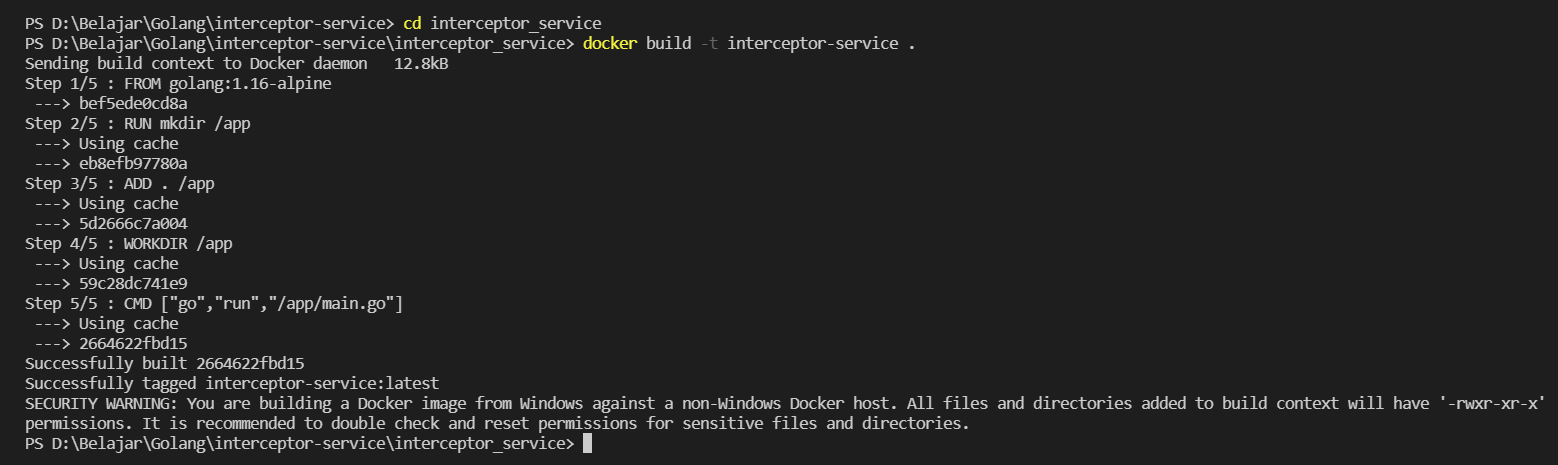 PS D:\Belajar\Golang\interceptor-service> cd interceptor_service
PS D:\Belajar\Golang\interceptor-service\interceptor_service> docker build -t interceptor-service .
Sending build context to Docker daemon   12.8kB
Step 1/5 : FROM golang:1.16-alpine
 ---> bef5ede0cd8a
Step 2/5 : RUN mkdir /app
 ---> Using cache
 ---> eb8efb97780a
Step 3/5 : ADD . /app
 ---> Using cache
 ---> 5d2666c7a004
Step 4/5 : WORKDIR /app
 ---> Using cache
 ---> 59c28dc741e9
Step 5/5 : CMD ["go","run","/app/main.go"]
 ---> Using cache
 ---> 2664622fbd15
Successfully built 2664622fbd15
Successfully tagged interceptor-service:latest
SECURITY WARNING: You are building a Docker image from Windows against a non-Windows Docker host. All files and directories added to build context will have '-rwxr-xr-x'
permissions. It is recommended to double check and reset permissions for sensitive files and directories.
PS D:\Belajar\Golang\interceptor-service\interceptor_service>